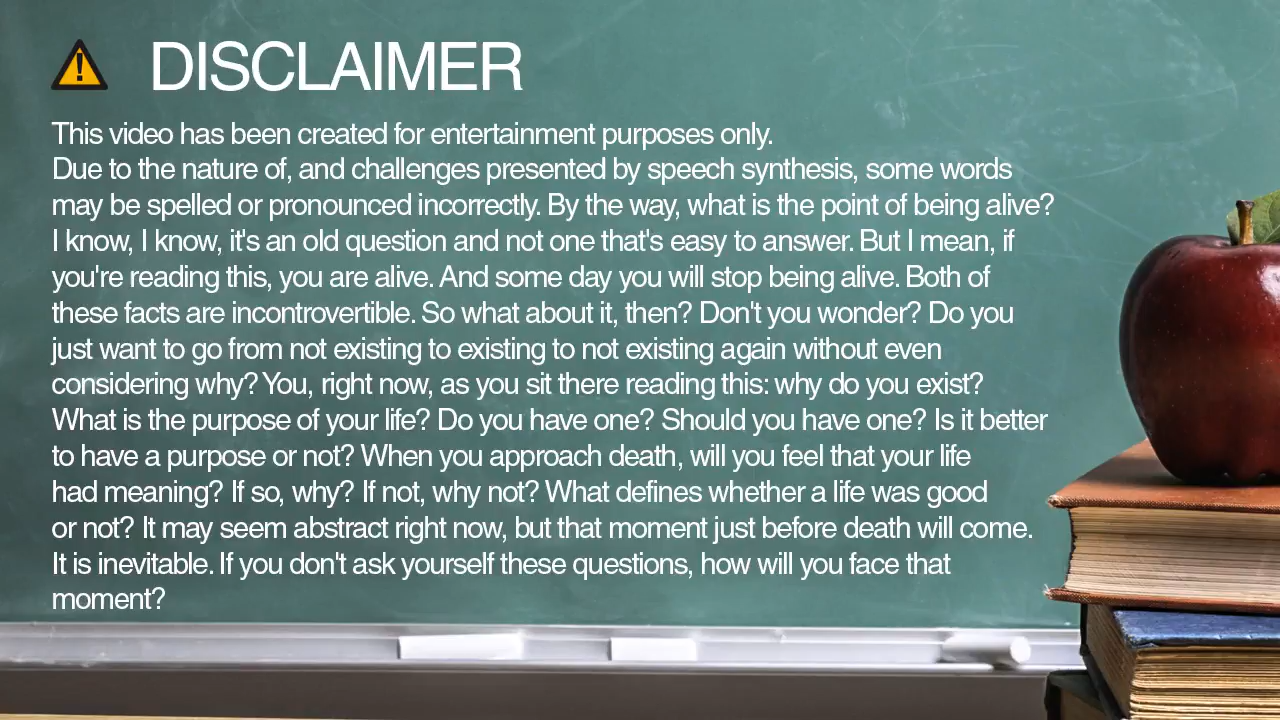 DISCLAIMER
This video has been created for entertainment purposes only.
Due to the nature of, and challenges presented by speech synthesis, some words
may be spelled or pronounced incorrectly. By the way, what is the point of being alive?
I know, I know, it's an old question and not one that's easy to answer. But I mean, if
you're reading this, you are alive. And some day you will stop being alive. Both of
these facts are incontrovertible. So what about it, then? Don't you wonder? Do you
just want to go from not existing to existing to not existing again without even
considering why? You, right now, as you sit there reading this: why do you exist?
What is the purpose of your life? Do you have one? Should you have one? Is it better
to have a purpose or not? When you approach death, will you feel that your life
had meaning? If so, why? If not, why not? What defines whether a life was good
or not? It may seem abstract right now, but that moment just before death will come.
It is inevitable. If you don't ask yourself these questions, how will you face that
moment?